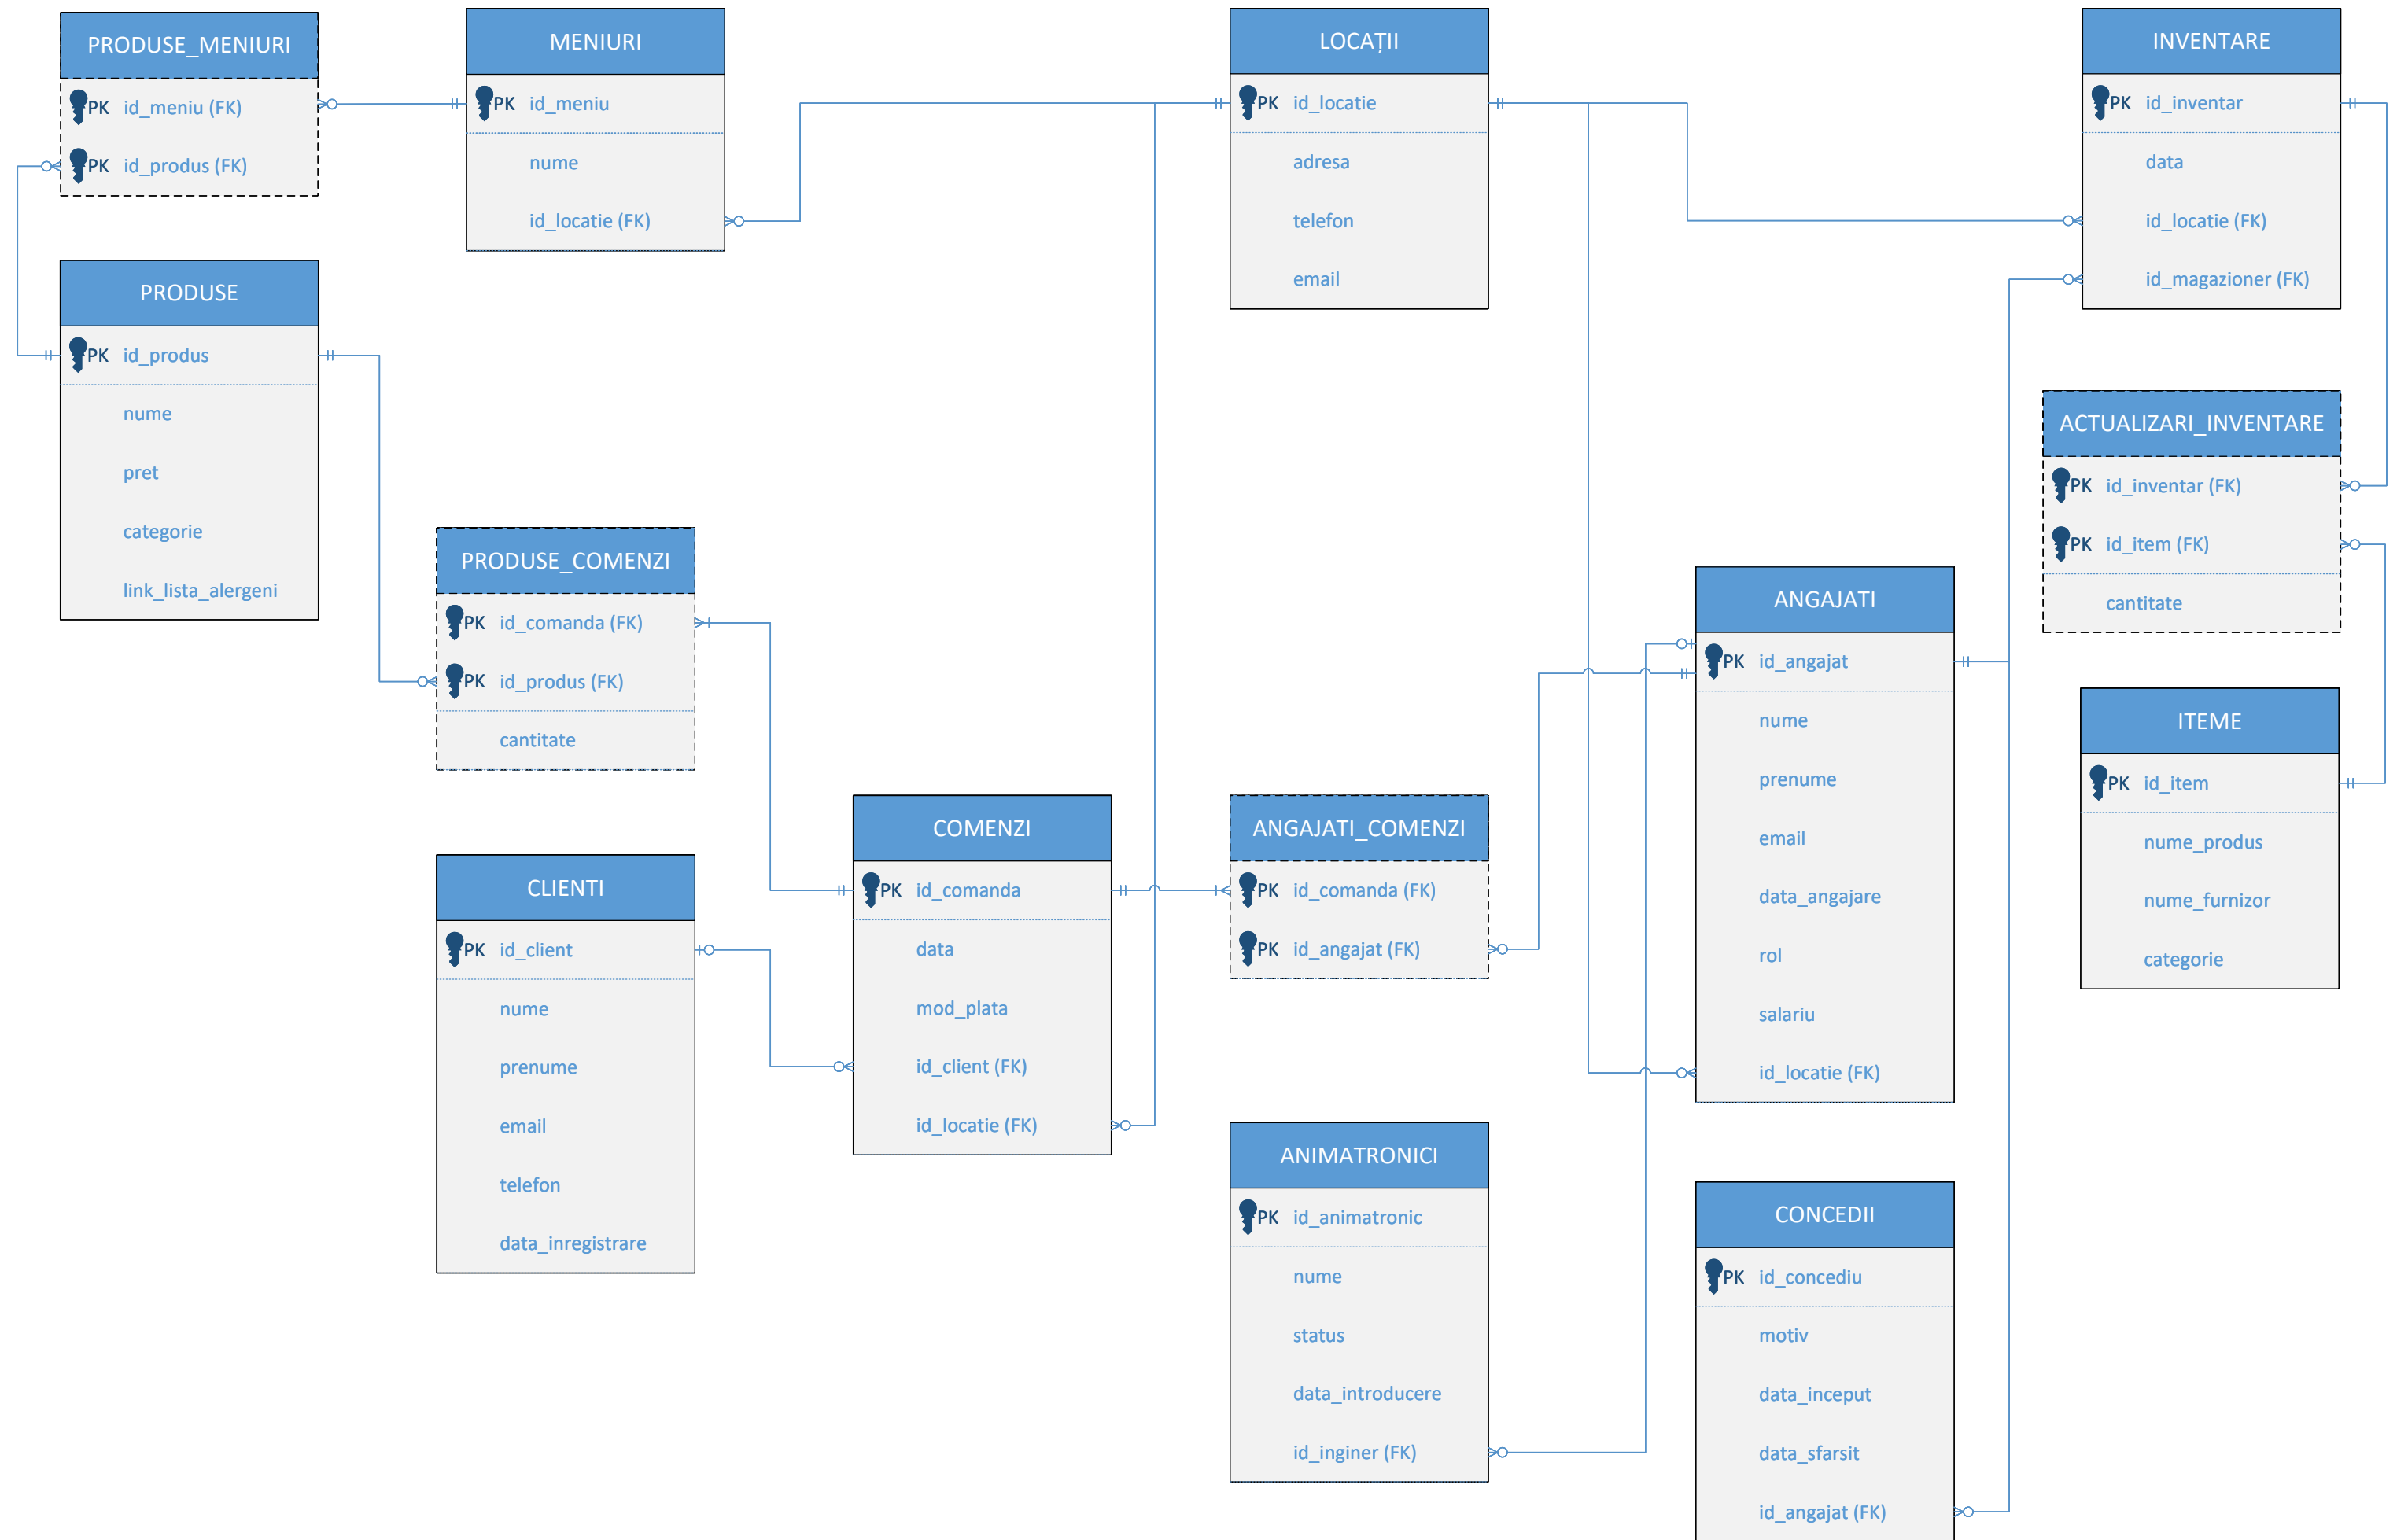 PRODUSE_MENIURI
PK id_meniu (FK)
PK id_produs (FK)
MENIURI
PK id_meniu
nume
id_locatie (FK)
LOCAȚII
PK id_locatie
adresa
telefon
email
INVENTARE
PK id_inventar
data
id_locatie (FK)
id_magazioner (FK)
PRODUSE
PK id_produs
nume
pret
categorie
link_lista_alergeni
ACTUALIZARI_INVENTARE
PK id_inventar (FK)
PK id_item (FK)
cantitate
PRODUSE_COMENZI
PK id_comanda (FK)
PK id_produs (FK)
cantitate
ANGAJATI
PK id_angajat
nume
prenume
email
data_angajare
rol
salariu
id_locatie (FK)
ITEME
PK id_item
nume_produs
nume_furnizor
categorie
COMENZI
PK id_comanda
data
mod_plata
id_client (FK)
id_locatie (FK)
ANGAJATI_COMENZI
PK id_comanda (FK)
PK id_angajat (FK)
CLIENTI
PK id_client
nume
prenume
email
telefon
data_inregistrare
ANIMATRONICI
PK id_animatronic
nume
status
data_introducere
id_inginer (FK)
CONCEDII
PK id_concediu
motiv
data_inceput
data_sfarsit
id_angajat (FK)